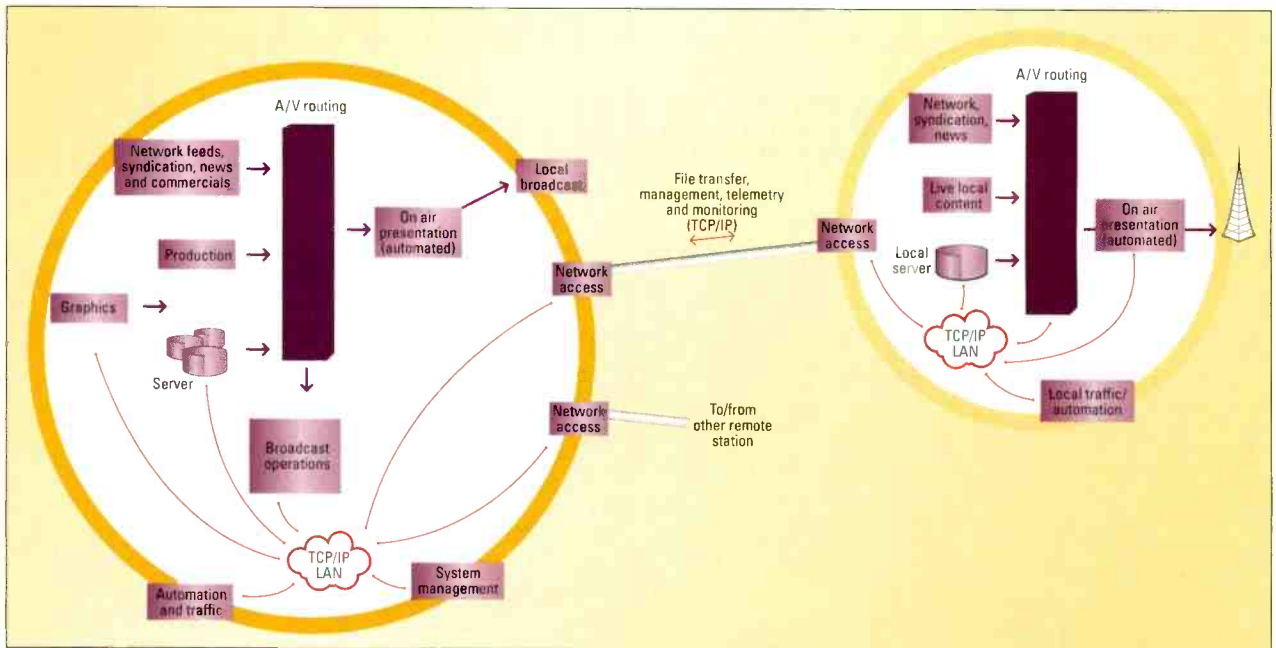 A/V routing
Network feeds,
syndication, news
and commercials
Local
broadcast
On air
presentation
(automated)
Production
Graphics
Server
Broadcast
operations
Network
access
Network
access
TCP/IP
LAN
Automation
and traffic
System
management
File transfer,
management, telemetry
and monitoring
(TCP/IP)
To/from
other remote
station
A/V routing
Network,
syndication,
news
Live local
content
Network
access
Local
server
On air
presentation
(automated)
TCP/IP
LAN
Local traffic/
automation